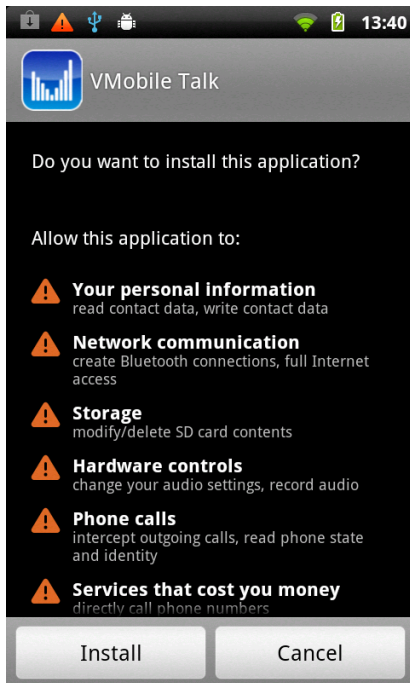 13:40
VMobile Talk
Do you want to install this application?
Allow this application to:
Your personal information
read contact data, write contact data
Network communication
create Bluetooth connections, full Internet
access
Storage
modify/delete SD card contents
Hardware controls
change your audio settings, record audio
Phone calls
intercept outgoing calls, read phone state
and identity
Services that cost you money
directly call phone numbers
Install
Cancel